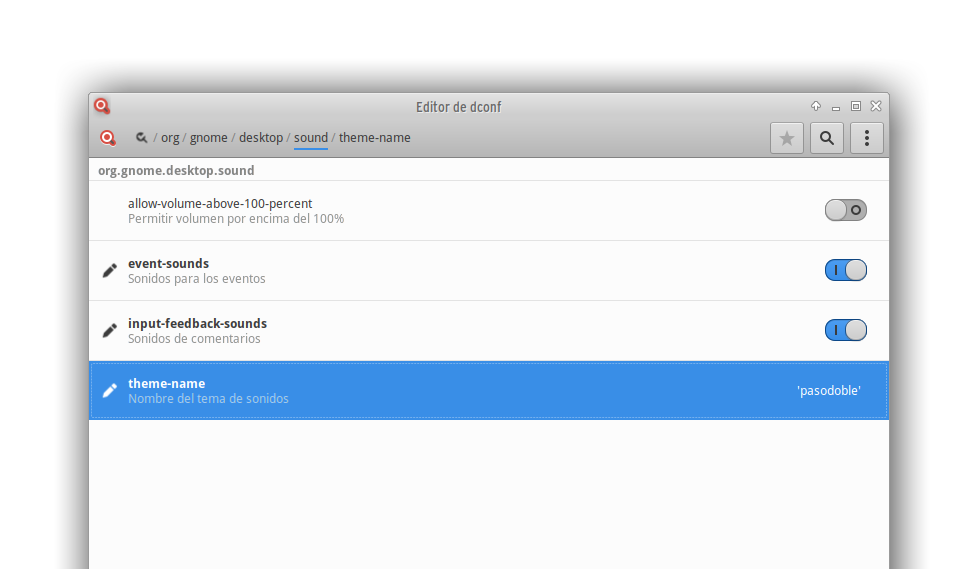 Editor de dconf
/ org / gnome / desktop / sound / theme-name
org.gnome.desktop.sound
allow-volume-above-100-percent
Permitir volumen por encima del 100%
event-sounds
Sonidos para los eventos
input-feedback-sounds
Sonidos de comentarios
theme-name
Nombre del tema de sonidos
'pasodoble'